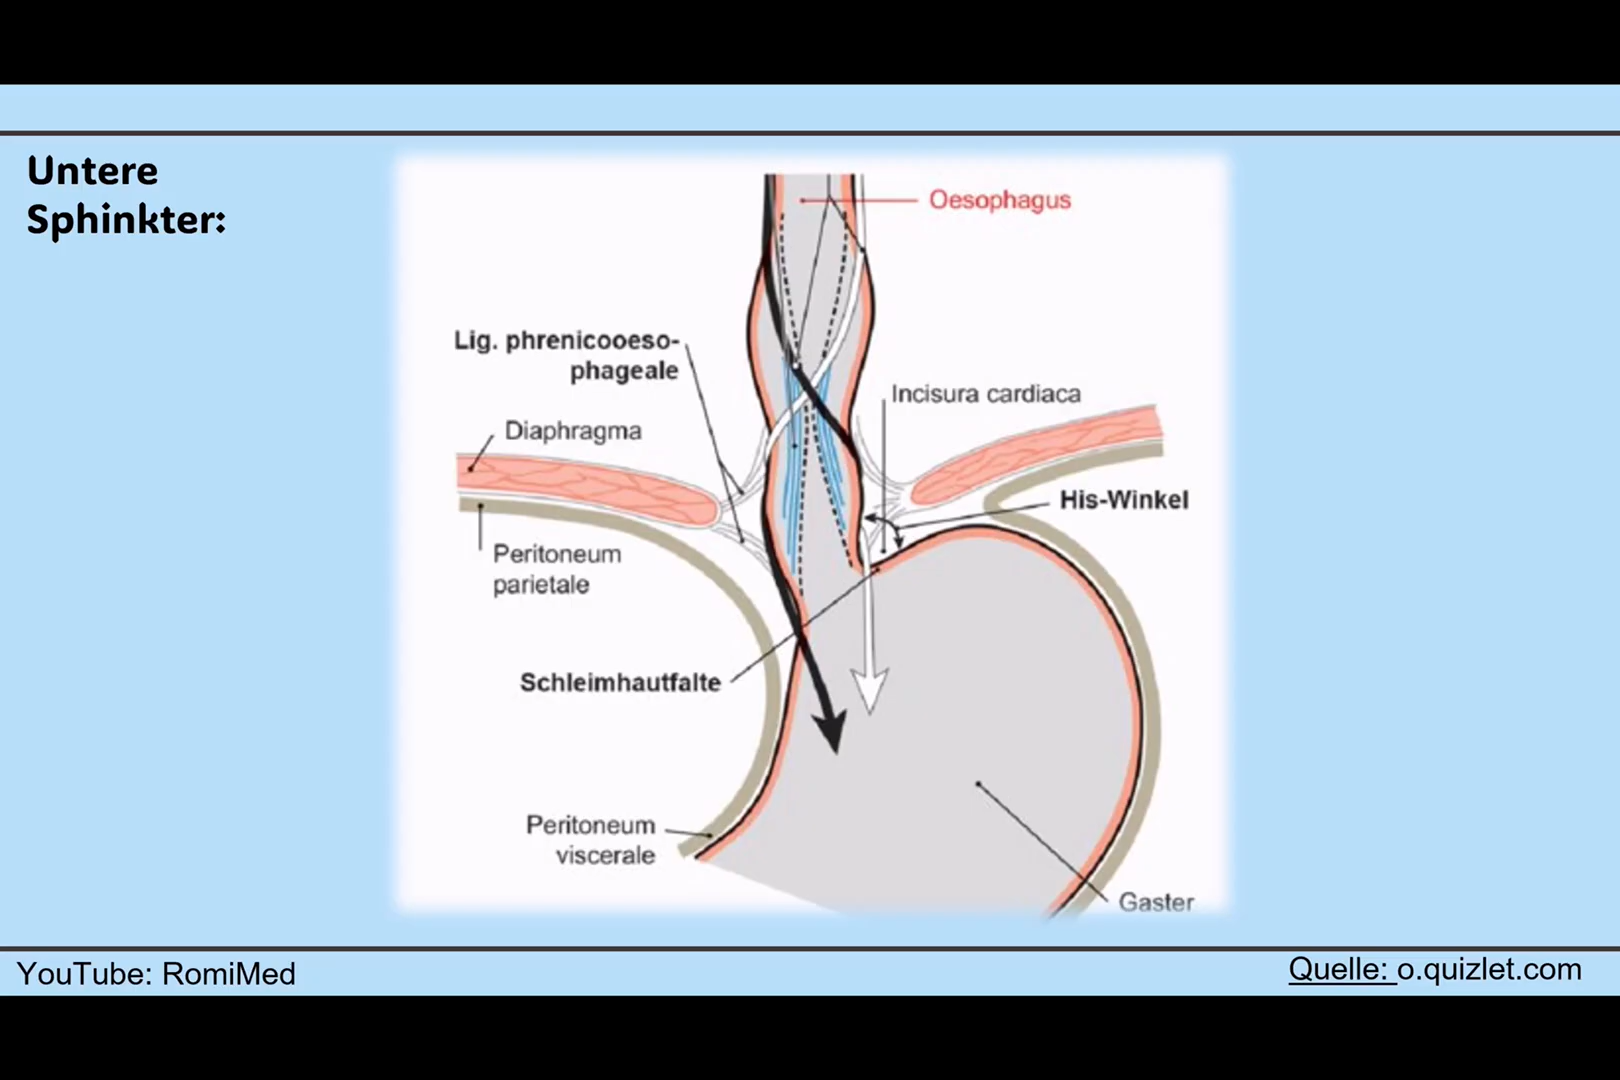 Untere
Sphinkter:
Oesophagus
Lig. phrenicooeso-
phageale
Incisura cardiaca
Diaphragma
His-Winkel
Peritoneum
parietale
Schleimhautfalte
Peritoneum
viscerale
Gaster
YouTube: RomiMed
Quelle: o.quizlet.com